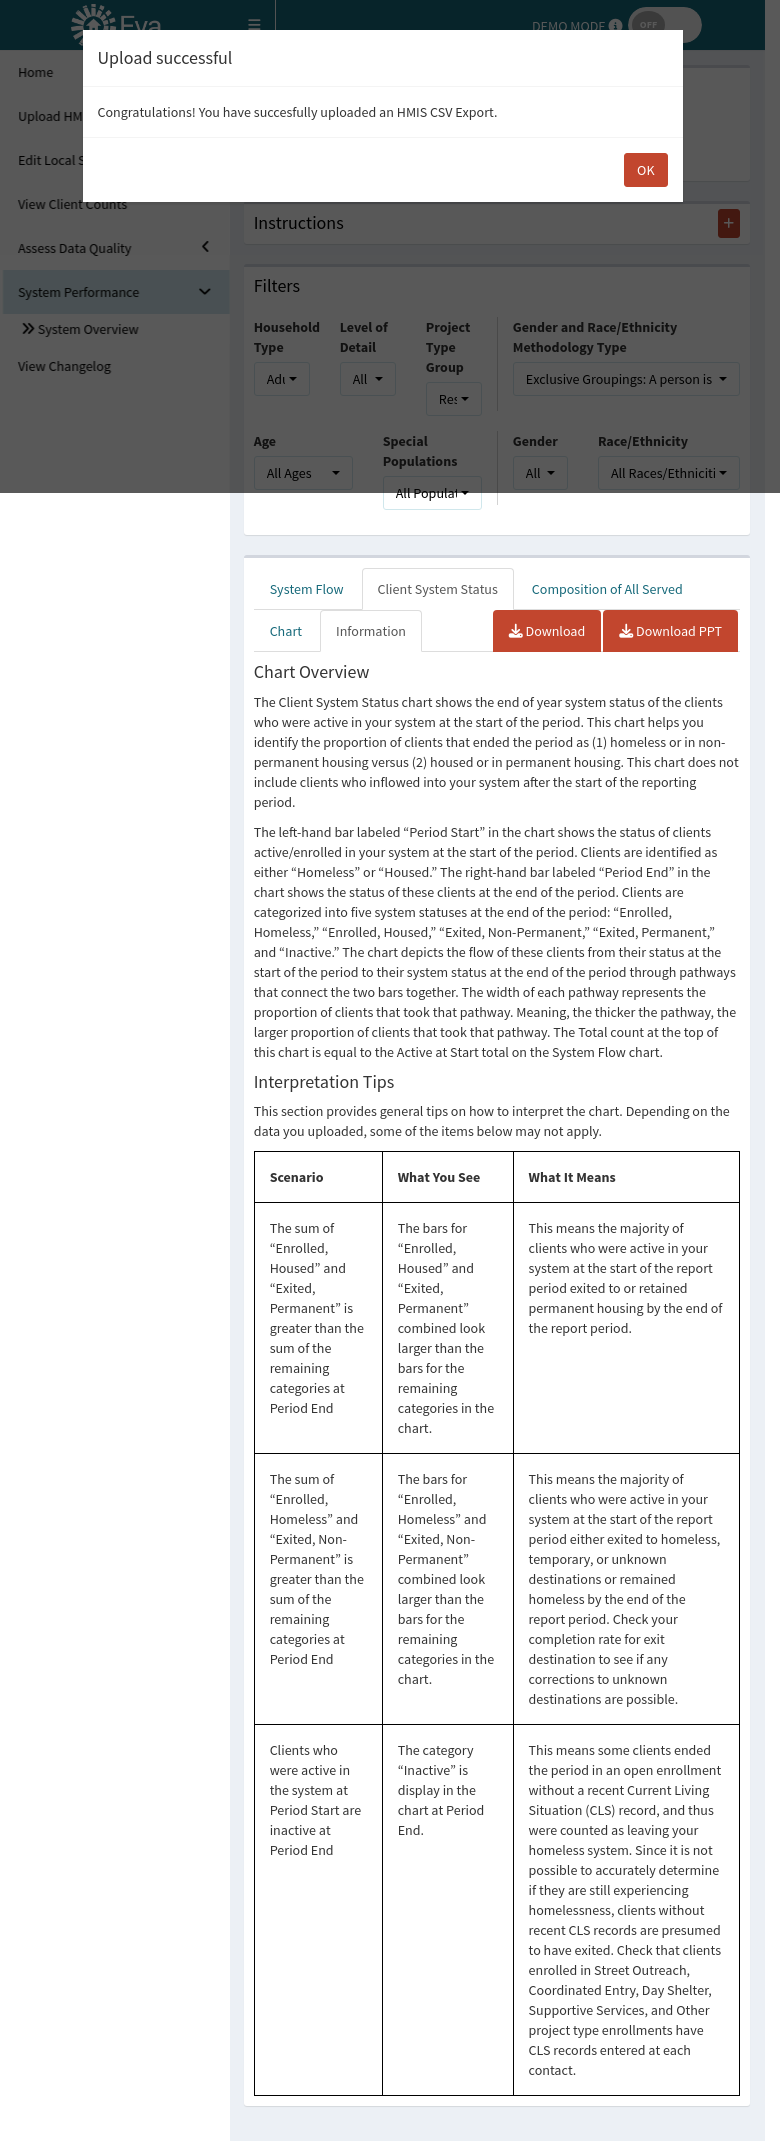 Eva
DEMO MODE
OFF
Upload successful
Congratulations! You have succesfully uploaded an HMIS CSV Export.
OK
Home
Upload HM
Edit Local S
View Client Counts
Assess Data Quality
System Performance
System Overview
View Changelog
Instructions
Filters
Household
Type
Level of
Detail
Project
Type
Group
Gender and Race/Ethnicity
Methodology Type
All
Res
Exclusive Groupings: A person is
Age
Special
Populations
Gender
Race/Ethnicity
All Ages
All Populat
All
All Races/Ethniciti
System Flow
Client System Status
Composition of All Served
Chart
Information
Download
Download PPT
Chart Overview
The Client System Status chart shows the end of year system status of the clients
who were active in your system at the start of the period. This chart helps you
identify the proportion of clients that ended the period as (1) homeless or in non-
permanent housing versus (2) housed or in permanent housing. This chart does not
include clients who inflowed into your system after the start of the reporting
period.
The left-hand bar labeled “Period Start” in the chart shows the status of clients
active/enrolled in your system at the start of the period. Clients are identified as
either “Homeless” or “Housed.” The right-hand bar labeled “Period End” in the
chart shows the status of these clients at the end of the period. Clients are
categorized into five system statuses at the end of the period: “Enrolled,
Homeless,” “Enrolled, Housed,” “Exited, Non-Permanent,” “Exited, Permanent,”
and “Inactive.” The chart depicts the flow of these clients from their status at the
start of the period to their system status at the end of the period through pathways
that connect the two bars together. The width of each pathway represents the
proportion of clients that took that pathway. Meaning, the thicker the pathway, the
larger proportion of clients that took that pathway. The Total count at the top of
this chart is equal to the Active at Start total on the System Flow chart.
Interpretation Tips
This section provides general tips on how to interpret the chart. Depending on the
data you uploaded, some of the items below may not apply.
Scenario
What You See
What It Means
The sum of
“Enrolled,
Housed” and
“Exited,
Permanent” is
greater than the
sum of the
remaining
categories at
Period End
The bars for
“Enrolled,
Housed” and
“Exited,
Permanent”
combined look
larger than the
bars for the
remaining
categories in the
chart.
This means the majority of
clients who were active in your
system at the start of the report
period exited to or retained
permanent housing by the end of
the report period.
The sum of
“Enrolled,
Homeless” and
“Exited, Non-
Permanent” is
greater than the
sum of the
remaining
categories at
Period End
The bars for
“Enrolled,
Homeless” and
“Exited, Non-
Permanent”
combined look
larger than the
bars for the
remaining
categories in the
chart.
This means the majority of
clients who were active in your
system at the start of the report
period either exited to homeless,
temporary, or unknown
destinations or remained
homeless by the end of the
report period. Check your
completion rate for exit
destination to see if any
corrections to unknown
destinations are possible.
Clients who
were active in
the system at
Period Start are
inactive at
Period End
The category
“Inactive” is
display in the
chart at Period
End.
This means some clients ended
the period in an open enrollment
without a recent Current Living
Situation (CLS) record, and thus
were counted as leaving your
homeless system. Since it is not
possible to accurately determine
if they are still experiencing
homelessness, clients without
recent CLS records are presumed
to have exited. Check that clients
enrolled in Street Outreach,
Coordinated Entry, Day Shelter,
Supportive Services, and Other
project type enrollments have
CLS records entered at each
contact.